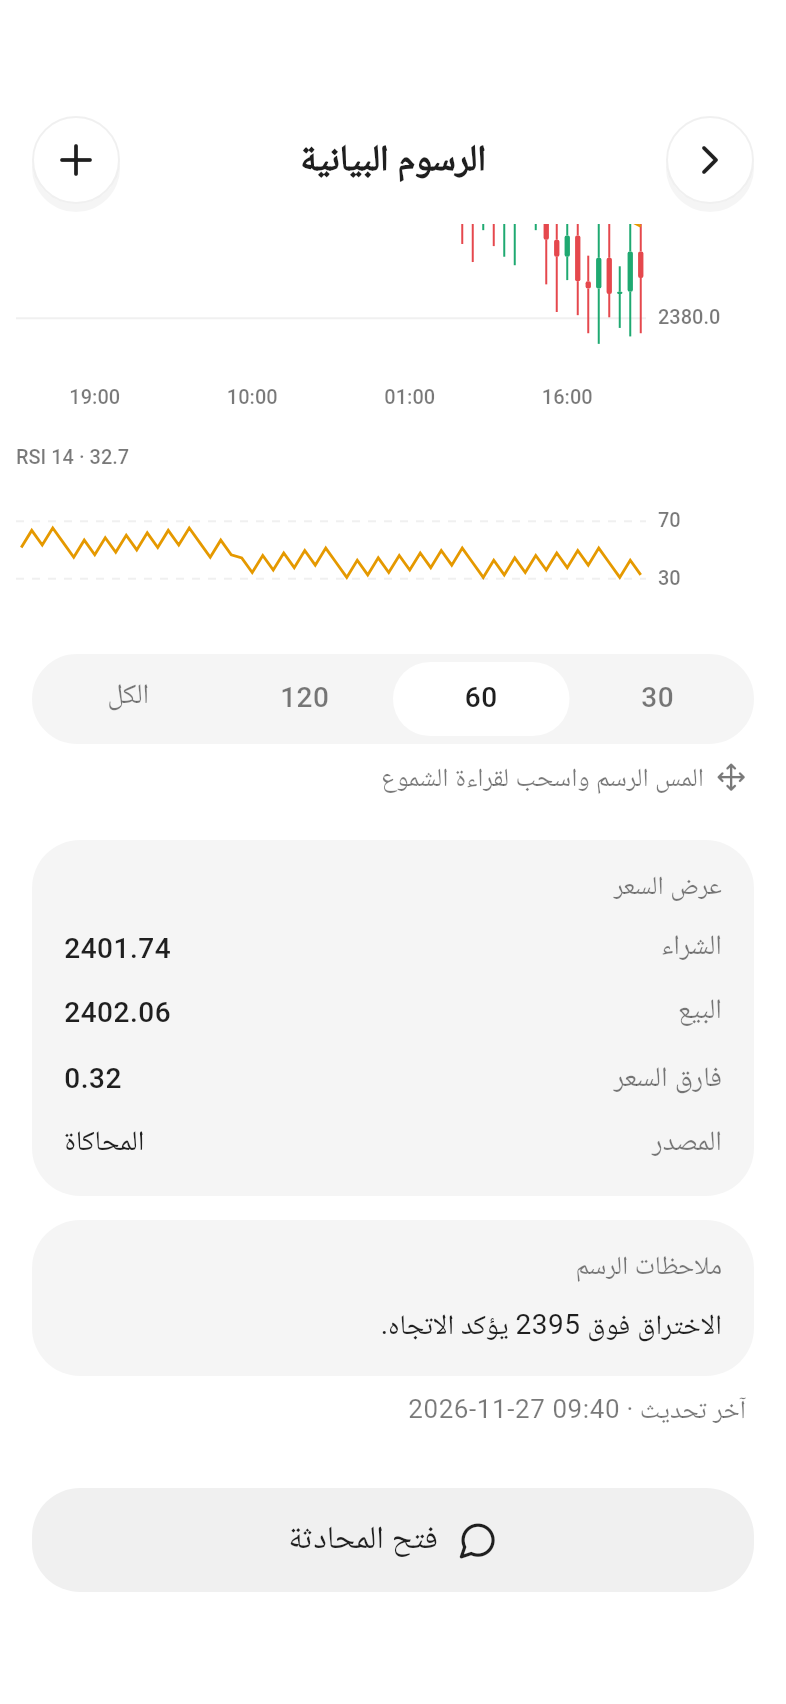 الرسوم البيانية
2380.0
19:00 10:00 01:00 16:00
RSI 14 · 32.7
70
30
30 60 120 الكل
المس الرسم واسحب لقراءة الشموع
عرض السعر
الشراء 2401.74
البيع 2402.06
فارق السعر 0.32
المصدر المحاكاة
ملاحظات الرسم
الاختراق فوق 2395 يؤكد الاتجاه.
آخر تحديث · 2026-11-27 09:40
فتح المحادثة